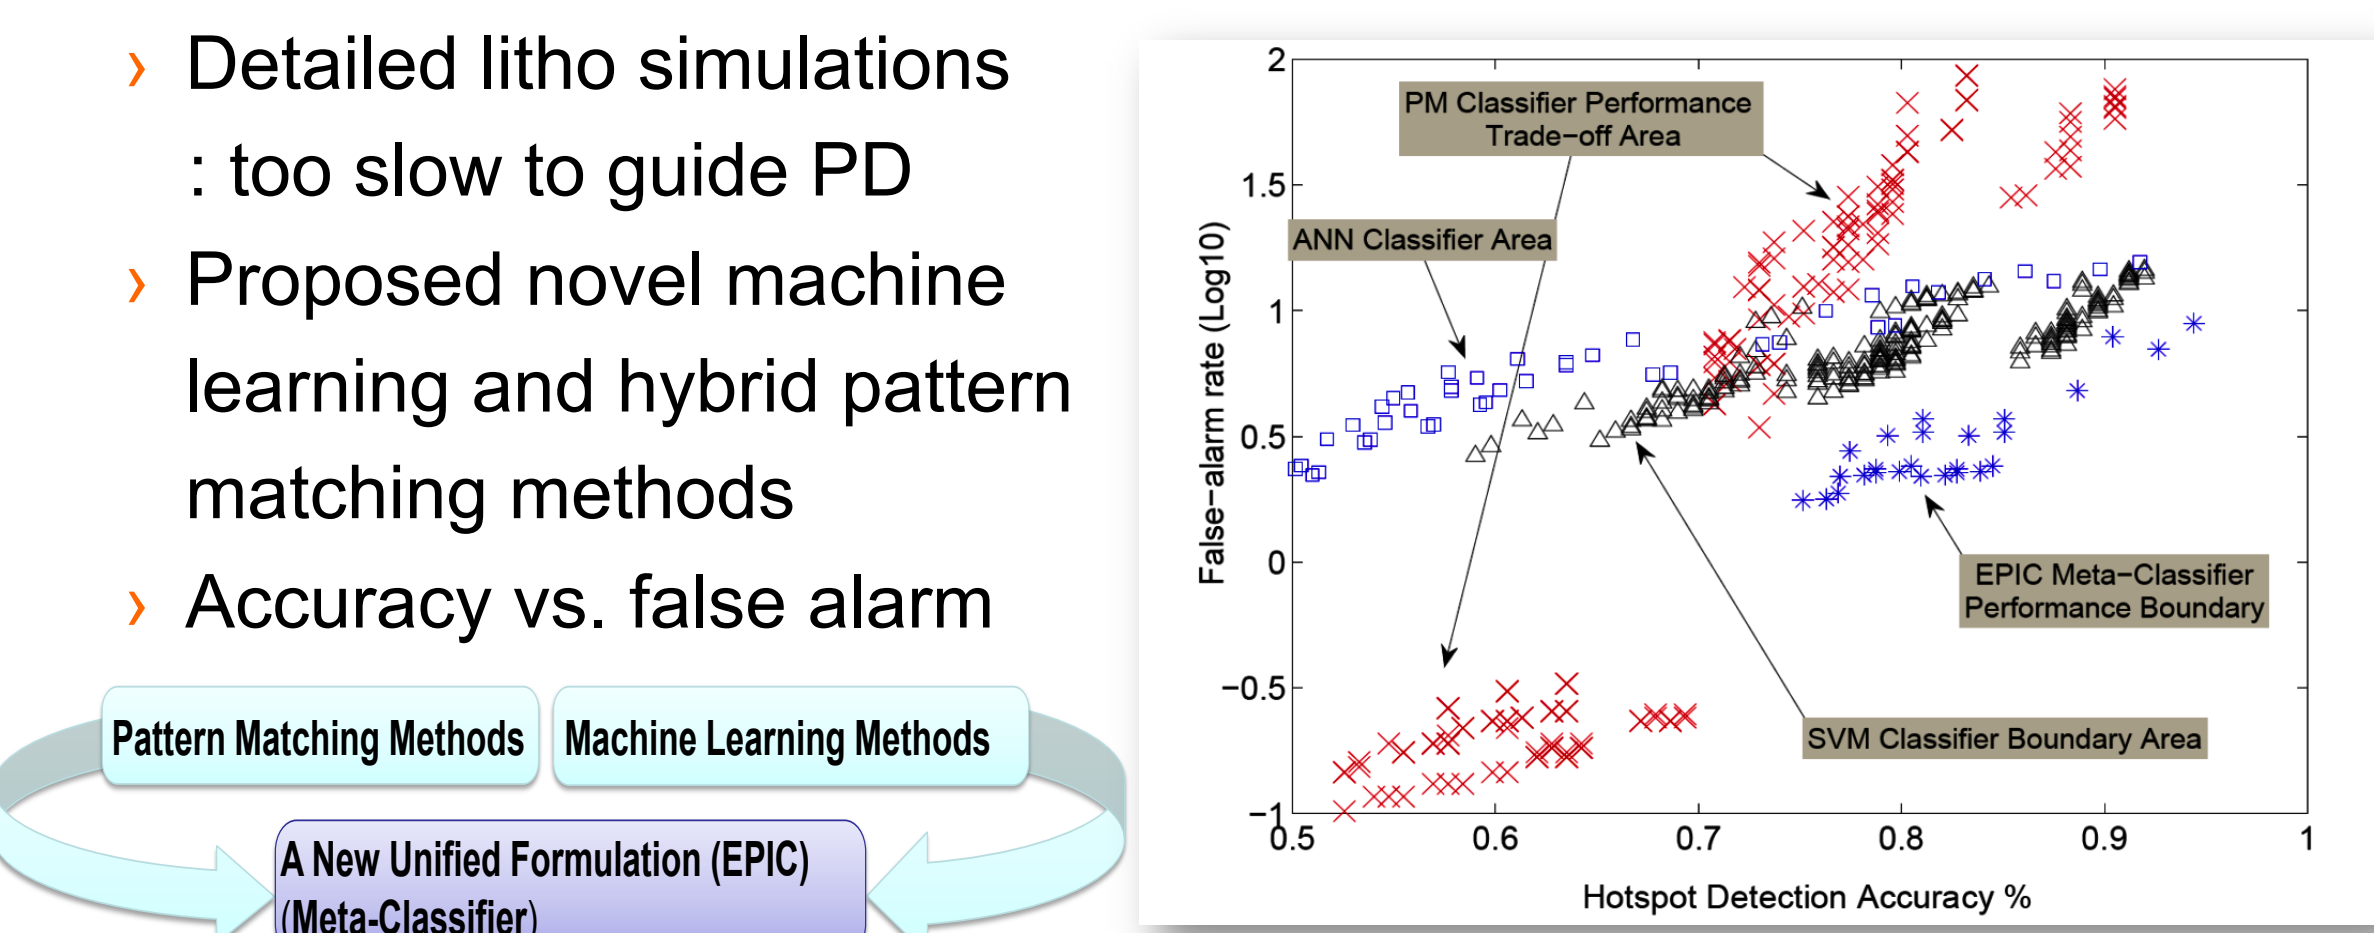 › Detailed litho simulations
: too slow to guide PD
› Proposed novel machine
learning and hybrid pattern
matching methods
› Accuracy vs. false alarm
Pattern Matching Methods
Machine Learning Methods
A New Unified Formulation (EPIC)
(Meta-Classifier)
2
1.5
1
0.5
0
−0.5
−1
False−alarm rate (Log10)
PM Classifier Performance
Trade−off Area
ANN Classifier Area
EPIC Meta−Classifier
Performance Boundary
SVM Classifier Boundary Area
0.5
0.6
0.7
0.8
0.9
1
Hotspot Detection Accuracy %